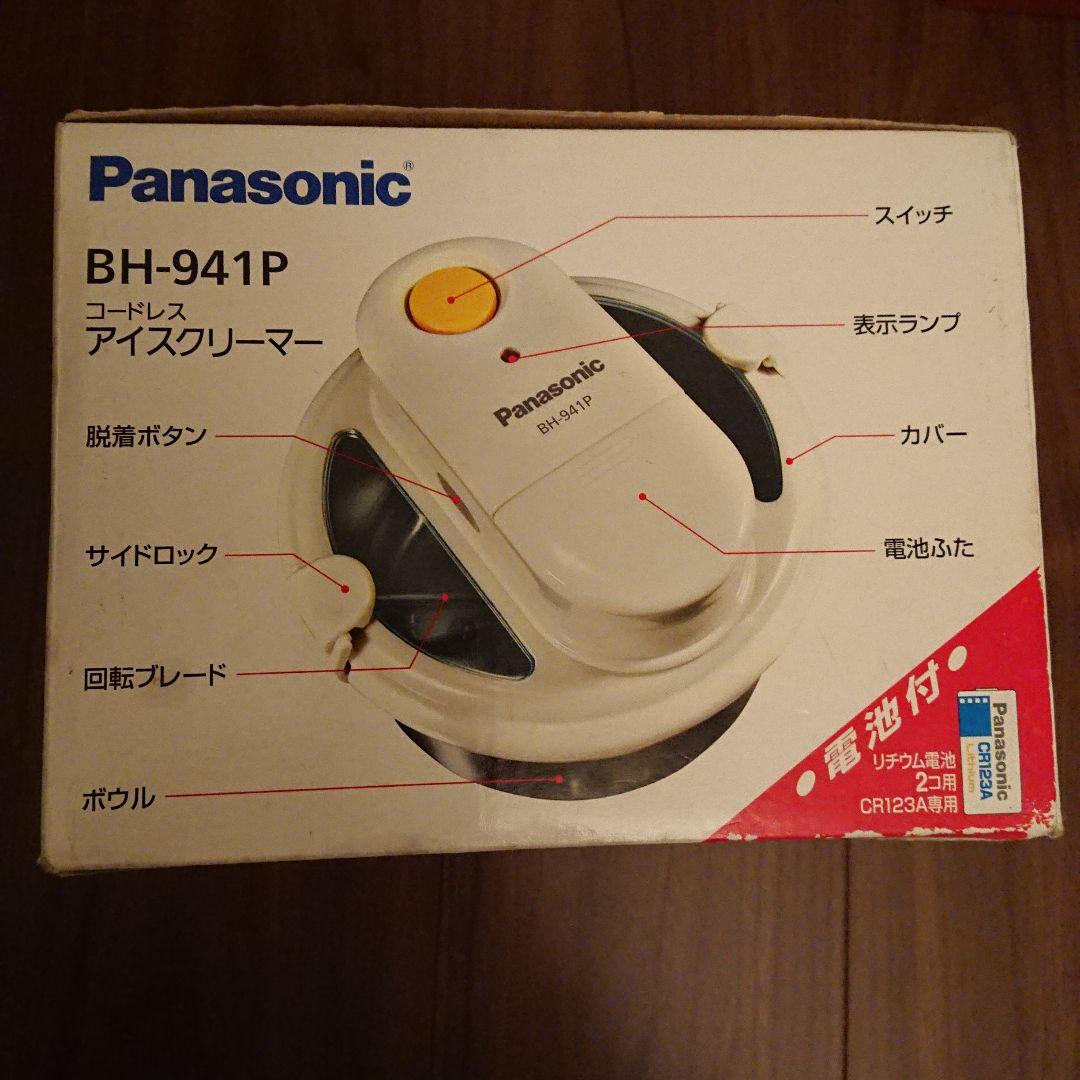 Panasonic®
BH-941P
コードレス
アイスクリーマー
スイッチ
表示ランプ
Panasonic
BH-941P
脱着ボタン
カバー
サイドロック
電池ふた
回転ブレード
ボウル
●電池付●
リチウム電池
2コ用
CR123A専用
Panasonic
CR123A
Lithium